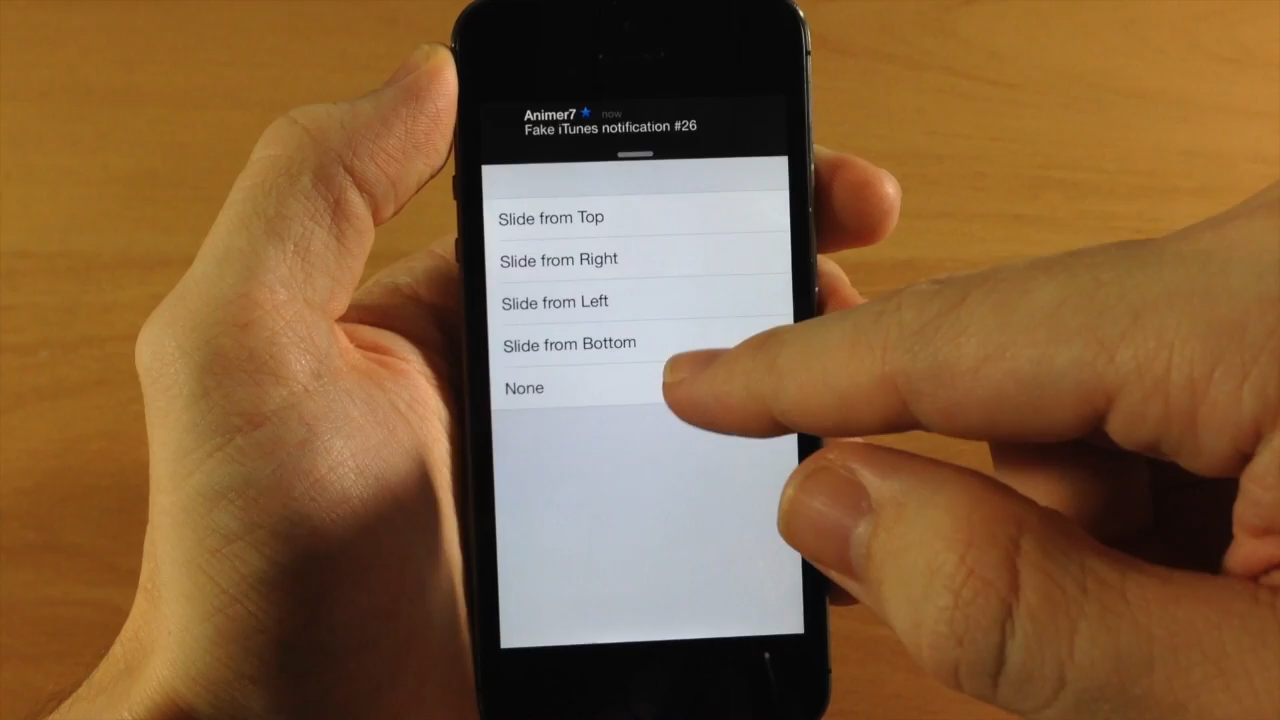 Animer7 now
Fake iTunes notification #26
Slide from Top
Slide from Right
Slide from Left
Slide from Bottom
None